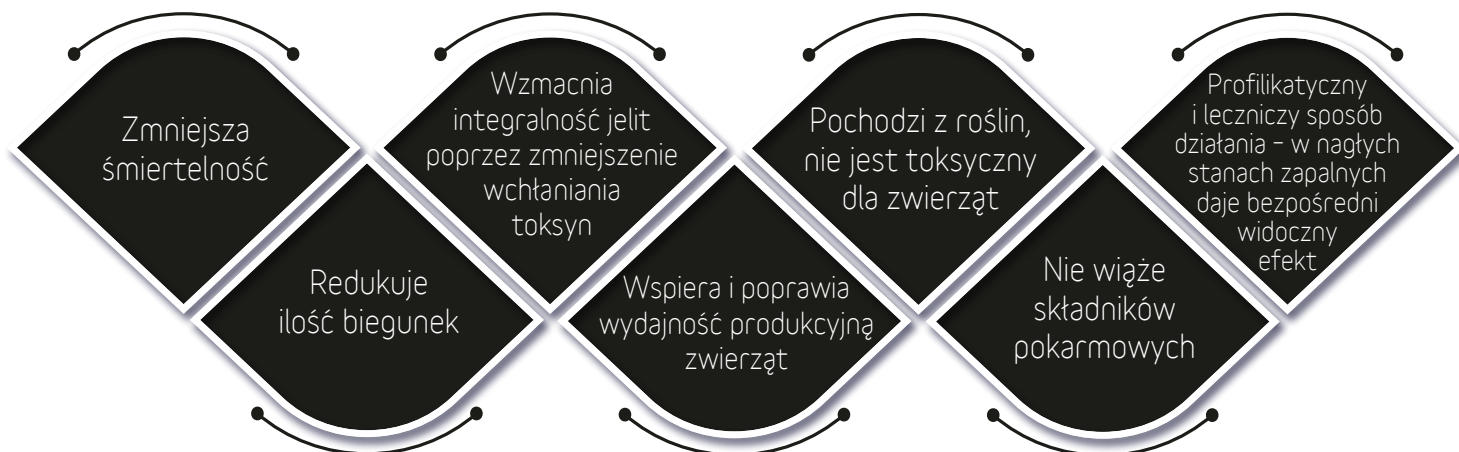 Zmniejsza
śmiertelność
Redukuje
ilość biegunek
Wzmacnia
integralność jelit
poprzez zmniejszenie
wchłaniania
toksyn
Wspiera i poprawia
wydajność produkcyjną
zwierząt
Pochodzi z roślin,
nie jest toksyczny
dla zwierząt
Nie wiąże
składników
pokarmowych
Profilikatyczny
i leczniczy sposób
działania – w nagłych
stanach zapalnych
daje bezpośredni
widoczny
efekt